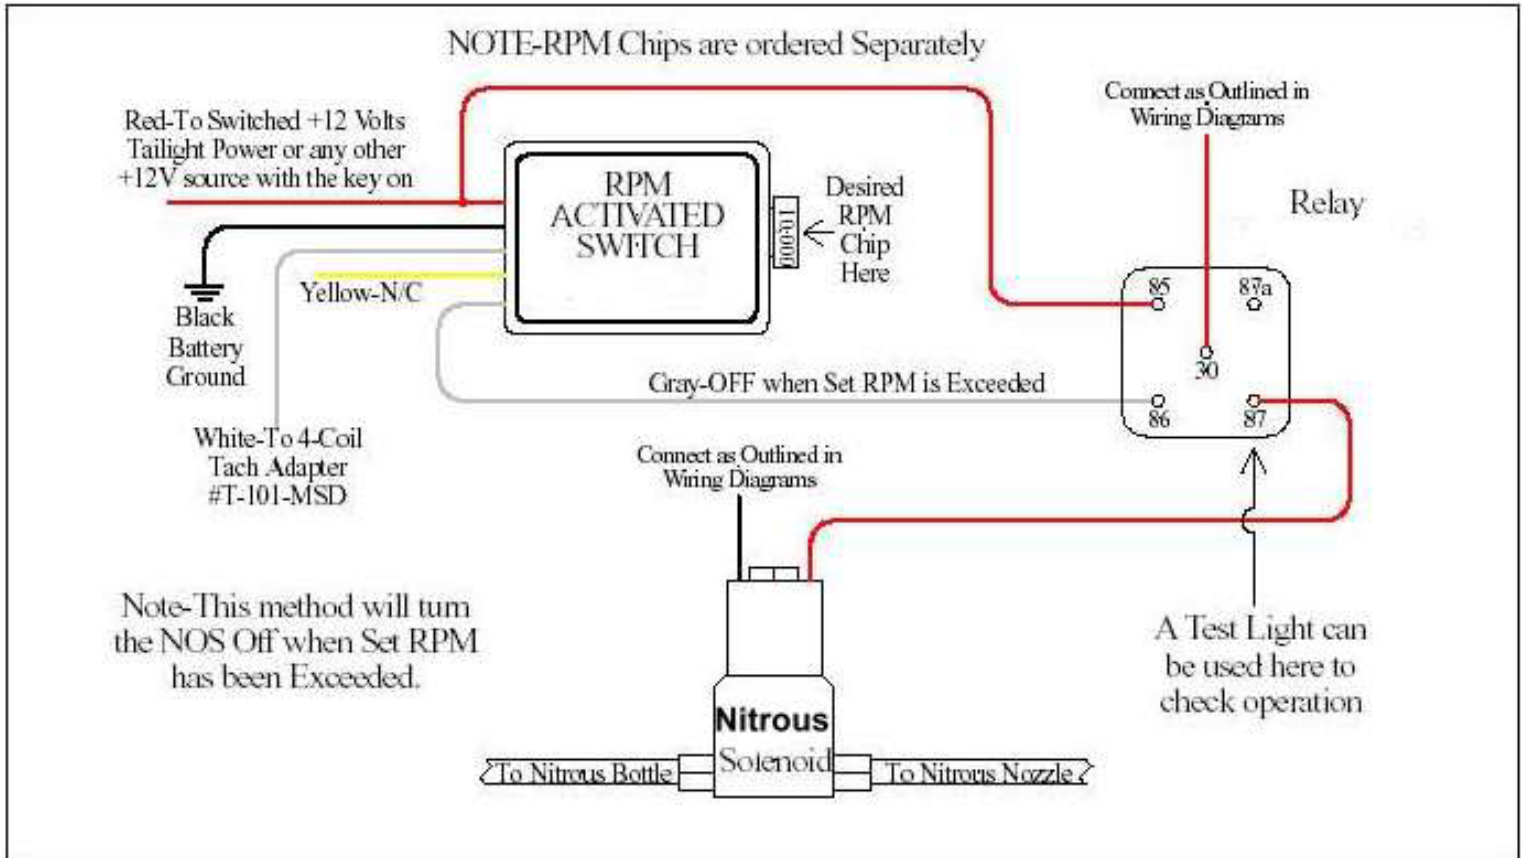 NOTE-RPM Chips are ordered Separately
Connect as Outlined in
Wiring Diagrams
Red-To Switched +12 Volts
Tailight Power or any other
+12V source with the key on
RPM
ACTIVATED
SWITCH
10-000
Desired
RPM
Chip
Here
Relay
85
87a
30
86
87
Yellow-N/C
Black
Battery
Ground
Gray-OFF when Set RPM is Exceeded
White-To 4-Coil
Tach Adapter
#T-101-MSD
Connect as Outlined in
Wiring Diagrams
Note-This method will turn
the NOS Off when Set RPM
has been Exceeded.
A Test Light can
be used here to
check operation
Nitrous
Solenoid
To Nitrous Bottle
To Nitrous Nozzle